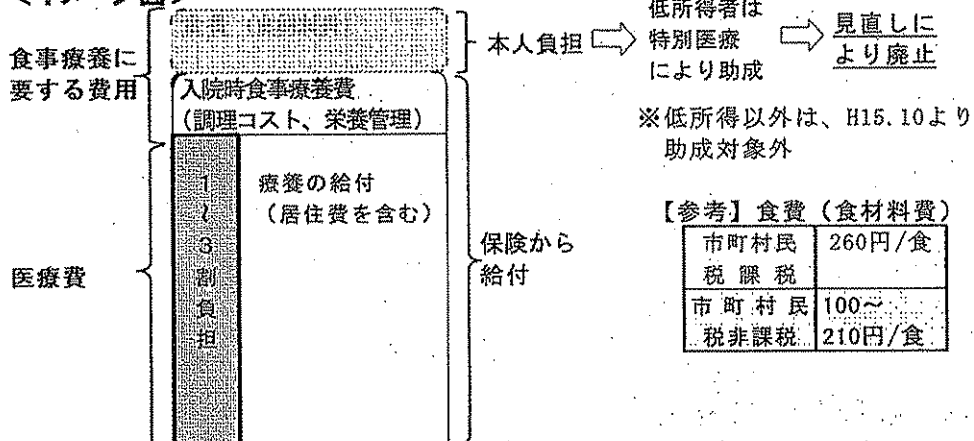 食事療養に
要する費用
入院時食事療養費
(調理コスト、栄養管理)
本人負担
低所得者は
特別医療
により助成
見直しに
より廃止
※低所得以外は、H15.10より
助成対象外
医療費
1～3割負担
療養の給付
(居住費を含む)
保険から
給付
【参考】食費(食材料費)
市町村民
税課税
260円/食
市町村民
税非課税
100～
210円/食